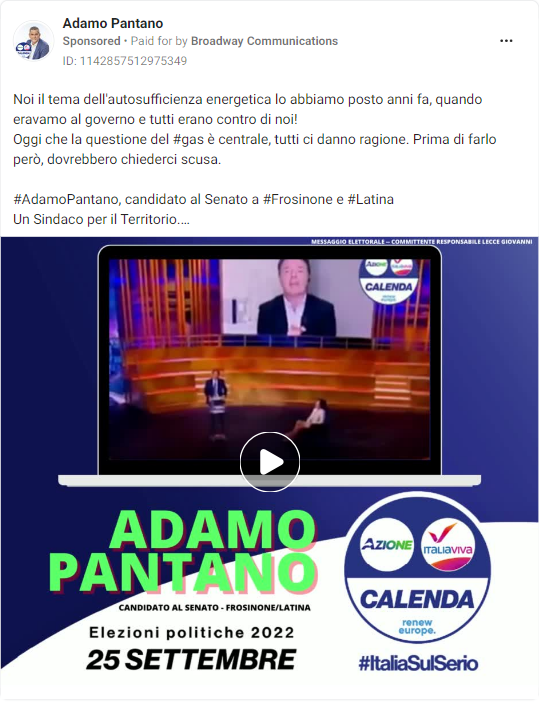 Adamo Pantano
Sponsored • Paid for by Broadway Communications
ID: 1142857512975349
CALENDA
Noi il tema dell'autosufficienza energetica lo abbiamo posto anni fa, quando
eravamo al governo e tutti erano contro di noi!
Oggi che la questione del #gas è centrale, tutti ci danno ragione. Prima di farlo
però, dovrebbero chiederci scusa.
#AdamoPantano, candidato al Senato a #Frosinone e #Latina
Un Sindaco per il Territorio....
MESSAGGIO ELETTORALE – COMMITTENTE RESPONSABILE LECCE GIOVANNI
AZIONE
ITALIAVIVA
CALENDA
renew
europe.
ADAMO
PANTANO
CANDIDATO AL SENATO - FROSINONE/LATINA
Elezioni politiche 2022
25 SETTEMBRE
AZIONE
ITALIAVIVA
CALENDA
renew
europe.
#ItaliaSulSerio